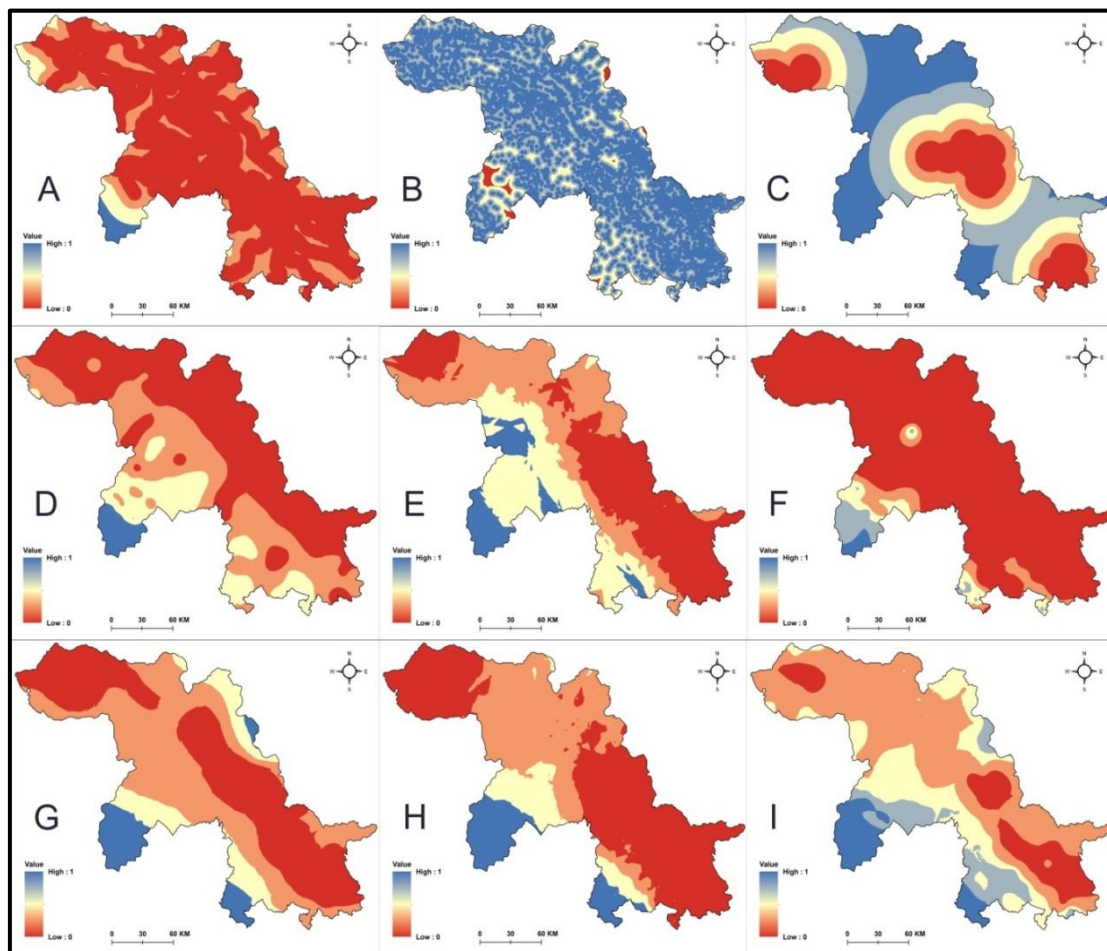 N
W E
S
A
Value
High : 1
Low : 0
0 30 60 KM
N
W E
S
B
Value
High : 1
Low : 0
0 30 60 KM
N
W E
S
C
Value
High : 1
Low : 0
0 30 60 KM
N
W E
S
D
Value
High : 1
Low : 0
0 30 60 KM
N
W E
S
E
Value
High : 1
Low : 0
0 30 60 KM
N
W E
S
F
Value
High : 1
Low : 0
0 30 60 KM
N
W E
S
G
Value
High : 1
Low : 0
0 30 60 KM
N
W E
S
H
Value
High : 1
Low : 0
0 30 60 KM
N
W E
S
I
Value
High : 1
Low : 0
0 30 60 KM